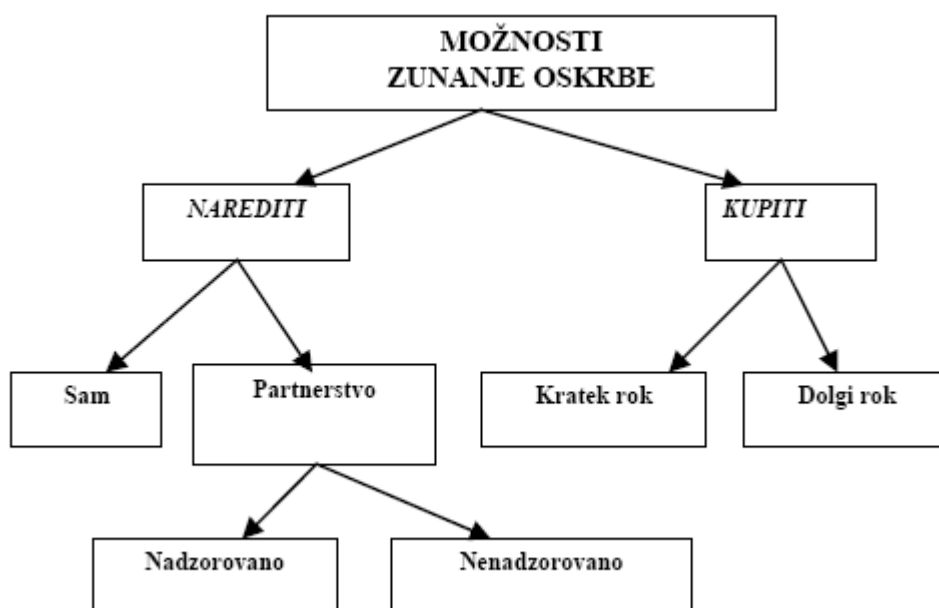 MOŽNOSTI
ZUNANJE OSKRBE
NAREDITI
KUPITI
Sam
Partnerstvo
Kratek rok
Dolgi rok
Nadzorovano
Nenadzorovano